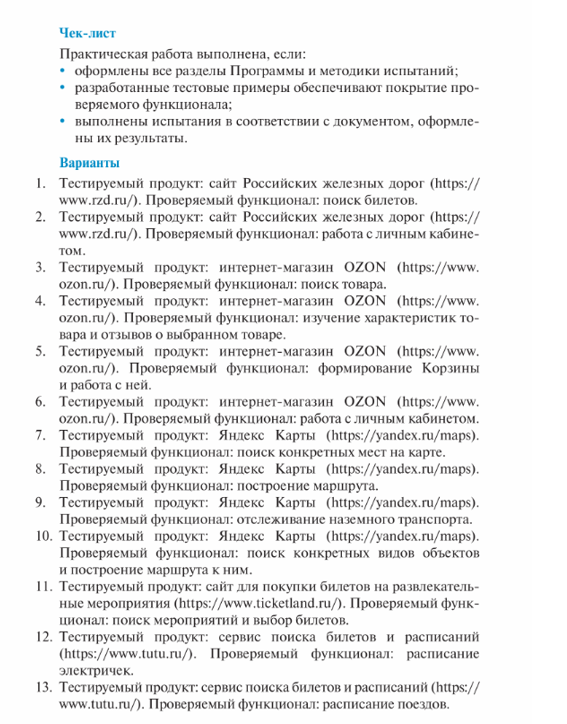 Чек-лист
Практическая работа выполнена, если:
• оформлены все разделы Программы и методики испытаний;
• разработанные тестовые примеры обеспечивают покрытие про-
веряемого функционала;
• выполнены испытания в соответствии с документом, оформле-
ны их результаты.
Варианты
1. Тестируемый продукт: сайт Российских железных дорог (https://
www.rzd.ru/). Проверяемый функционал: поиск билетов.
2. Тестируемый продукт: сайт Российских железных дорог (https://
www.rzd.ru/). Проверяемый функционал: работа с личным кабине-
том.
3. Тестируемый продукт: интернет-магазин OZON (https://www.
ozon.ru/). Проверяемый функционал: поиск товара.
4. Тестируемый продукт: интернет-магазин OZON (https://www.
ozon.ru/). Проверяемый функционал: изучение характеристик то-
вара и отзывов о выбранном товаре.
5. Тестируемый продукт: интернет-магазин OZON (https://www.
ozon.ru/). Проверяемый функционал: формирование Корзины
и работа с ней.
6. Тестируемый продукт: интернет-магазин OZON (https://www.
ozon.ru/). Проверяемый функционал: работа с личным кабинетом.
7. Тестируемый продукт: Яндекс Карты (https://yandex.ru/maps).
Проверяемый функционал: поиск конкретных мест на карте.
8. Тестируемый продукт: Яндекс Карты (https://yandex.ru/maps).
Проверяемый функционал: построение маршрута.
9. Тестируемый продукт: Яндекс Карты (https://yandex.ru/maps).
Проверяемый функционал: отслеживание наземного транспорта.
10. Тестируемый продукт: Яндекс Карты (https://yandex.ru/maps).
Проверяемый функционал: поиск конкретных видов объектов
и построение маршрута к ним.
11. Тестируемый продукт: сайт для покупки билетов на развлекатель-
ные мероприятия (https://www.ticketland.ru/). Проверяемый функ-
ционал: поиск мероприятий и выбор билетов.
12. Тестируемый продукт: сервис поиска билетов и расписаний
(https://www.tutu.ru/). Проверяемый функционал: расписание
электричек.
13. Тестируемый продукт: сервис поиска билетов и расписаний (https://
www.tutu.ru/). Проверяемый функционал: расписание поездов.